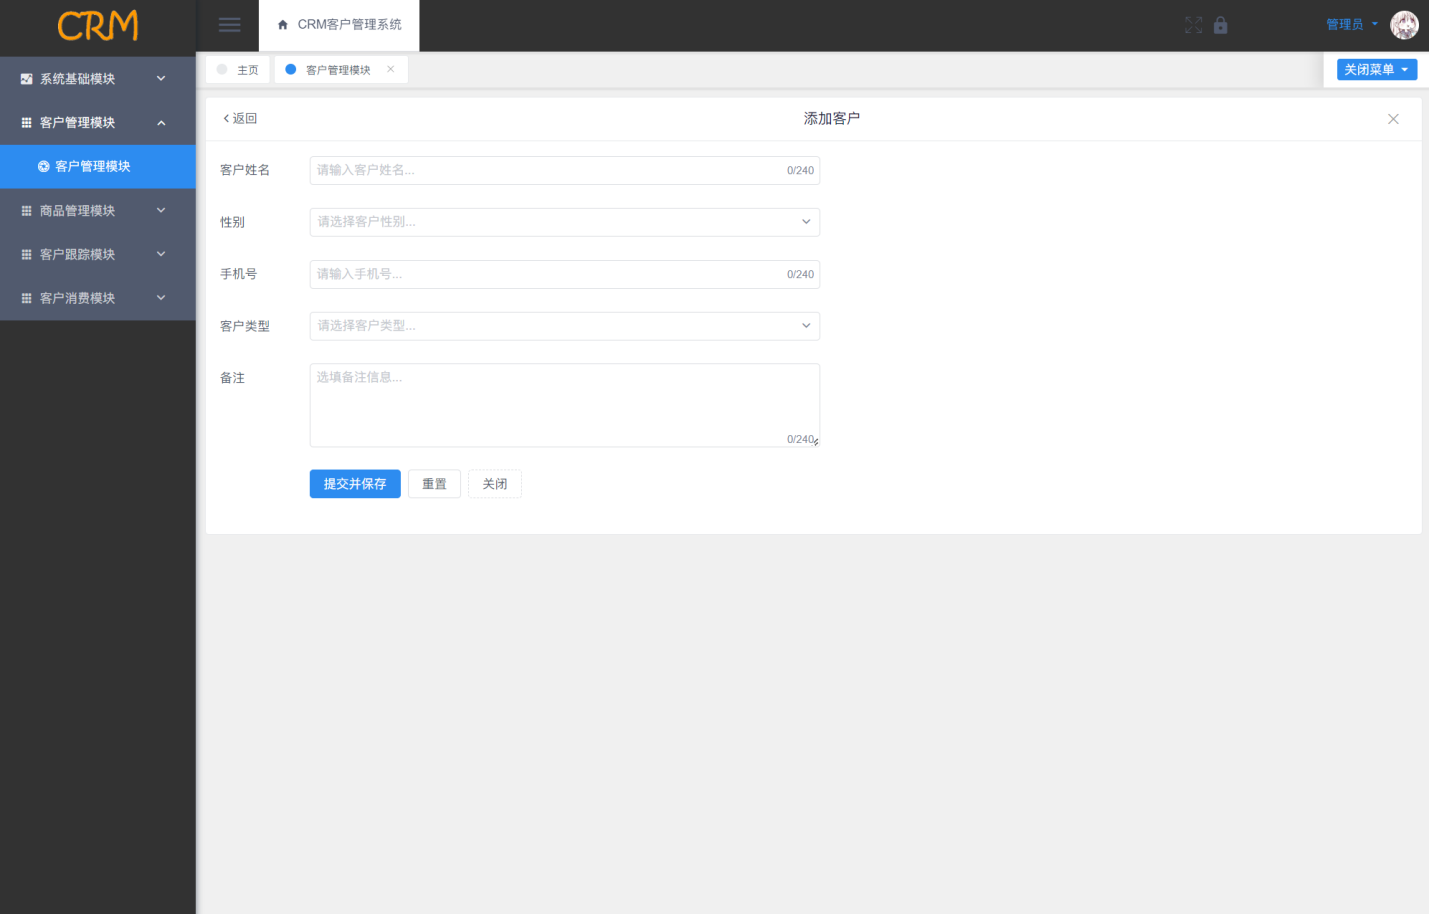 CRM
CRM客户管理系统
管理员
系统基础模块
客户管理模块
客户管理模块
商品管理模块
客户跟踪模块
客户消费模块
主页
客户管理模块
关闭菜单
返回
添加客户
客户姓名
请输入客户姓名...
0/240
性别
请选择客户性别...
手机号
请输入手机号...
0/240
客户类型
请选择客户类型...
备注
选填备注信息...
0/240
提交并保存
重置
关闭